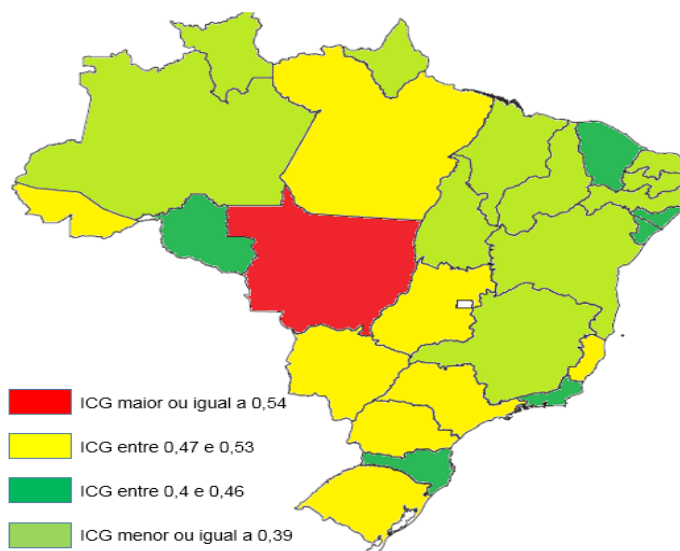 ICG maior ou igual a 0,54
ICG entre 0,47 e 0,53
ICG entre 0,4 e 0,46
ICG menor ou igual a 0,39